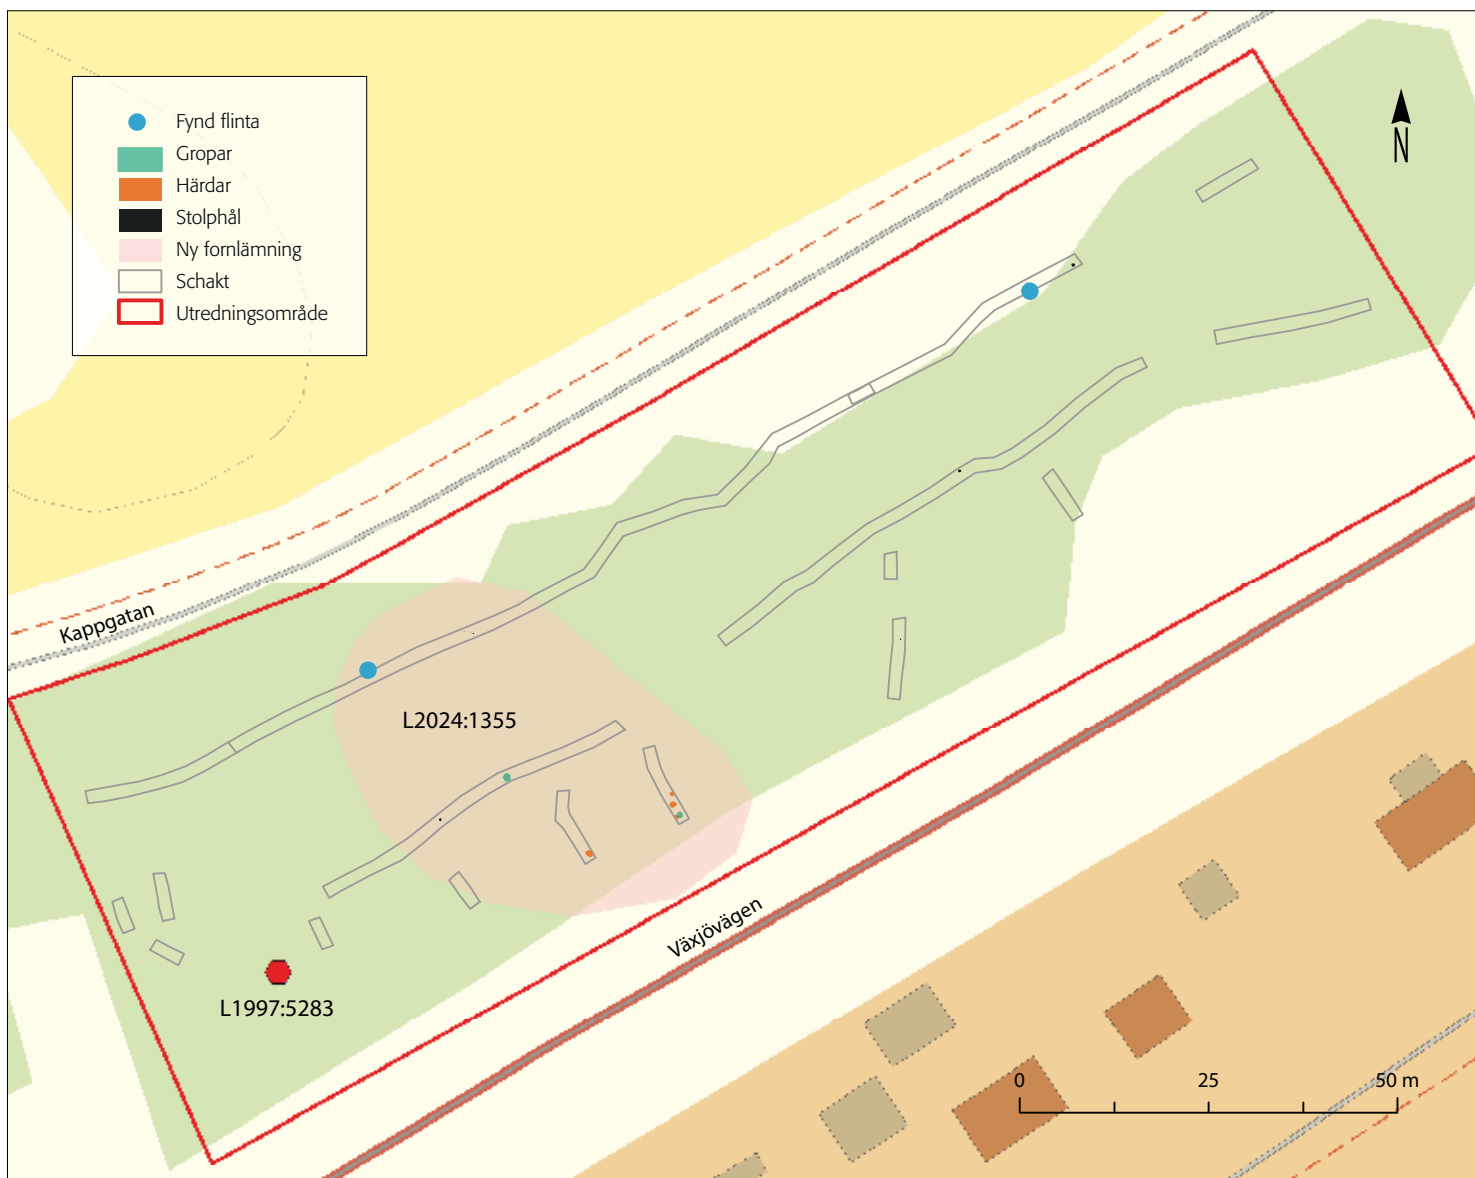 Fynd flinta
Gropar
Härdar
Stolphål
Ny fornlämning
Schakt
Utredningsområde
N
Kappgatan
L2024:1355
Växjövägen
L1997:5283
0 25 50 m